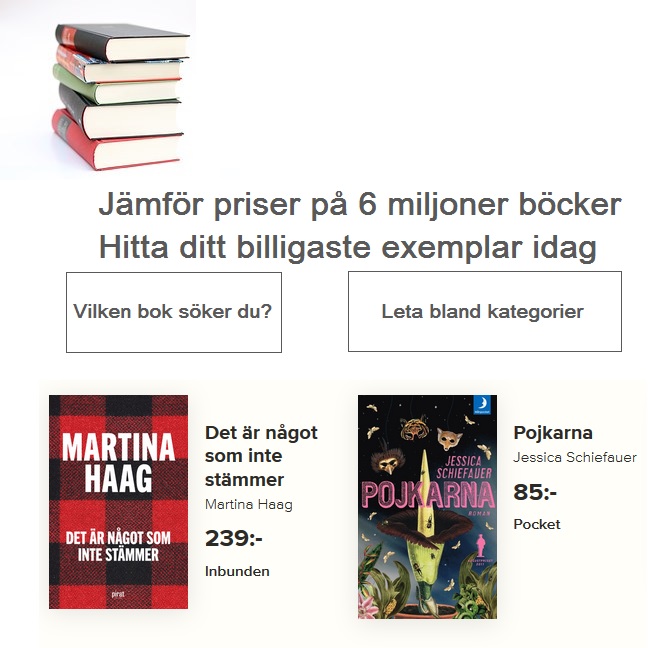 Jämför priser på 6 miljoner böcker
Hitta ditt billigaste exemplar idag
Vilken bok söker du?
Leta bland kategorier
MARTINA
HAAG
DET ÄR NÅGOT SOM
INTE STÄMMER
pirat
Det är något
som inte
stämmer
Martina Haag
239:-
Inbunden
JESSICA
SCHIEFAUER
POJKARNA
ROMAN
Pojkarna
Jessica Schiefauer
85:-
Pocket